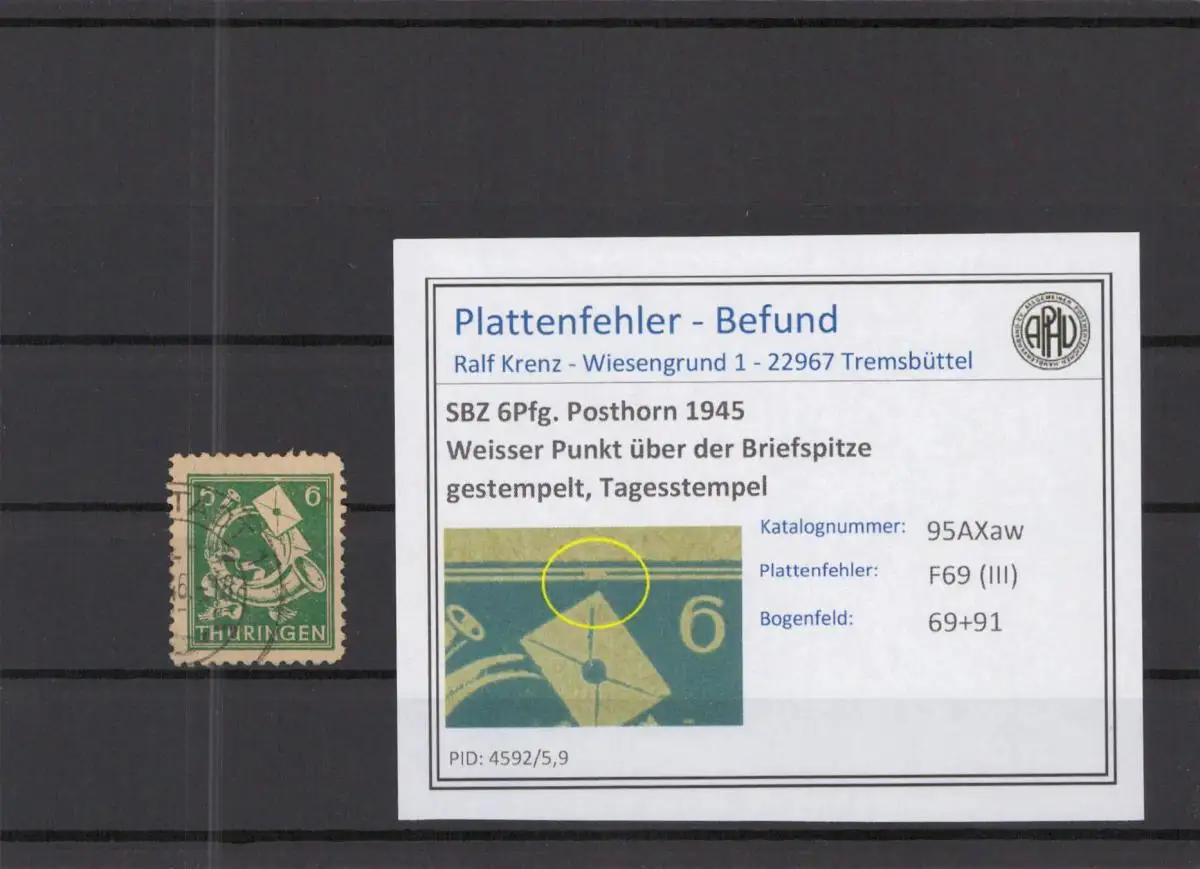 6 6
THÜRINGEN
Plattenfehler - Befund
Ralf Krenz - Wiesengrund 1 - 22967 Tremsbüttel
APHV
SBZ 6Pfg. Posthorn 1945
Weisser Punkt über der Briefspitze
gestempelt, Tagesstempel
6
Katalognummer: 95AXaw
Plattenfehler: F69 (III)
Bogenfeld: 69+91
PID: 4592/5,9